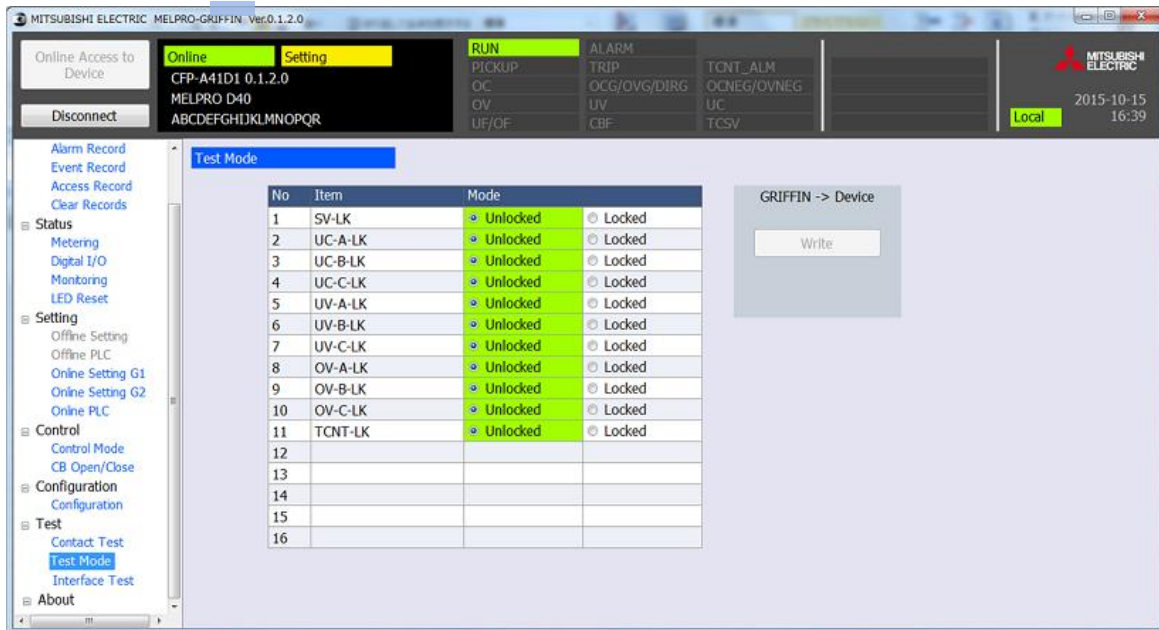 MITSUBISHI ELECTRIC MELPRO-GRIFFIN Ver.0.1.2.0
Online Access to
Device
Disconnect
Online Setting
CFP-A41D1 0.1.2.0
MELPRO D40
ABCDEFGHIJKLMNOPQR
RUN ALARM
PICKUP TRIP TCNT_ALM
OC OCG/OVG/DIRG OCNEG/OVNEG
OV UV UC
UF/OF CBF TCSV
MITSUBISHI
ELECTRIC
2015-10-15
Local 16:39
Alarm Record
Event Record
Access Record
Clear Records
Status
Metering
Digital I/O
Monitoring
LED Reset
Setting
Offline Setting
Offline PLC
Online Setting G1
Online Setting G2
Online PLC
Control
Control Mode
CB Open/Close
Configuration
Configuration
Test
Contact Test
Test Mode
Interface Test
About
Test Mode
No Item Mode
1 SV-LK Unlocked Locked
2 UC-A-LK Unlocked Locked
3 UC-B-LK Unlocked Locked
4 UC-C-LK Unlocked Locked
5 UV-A-LK Unlocked Locked
6 UV-B-LK Unlocked Locked
7 UV-C-LK Unlocked Locked
8 OV-A-LK Unlocked Locked
9 OV-B-LK Unlocked Locked
10 OV-C-LK Unlocked Locked
11 TCNT-LK Unlocked Locked
12
13
14
15
16
GRIFFIN -> Device
Write